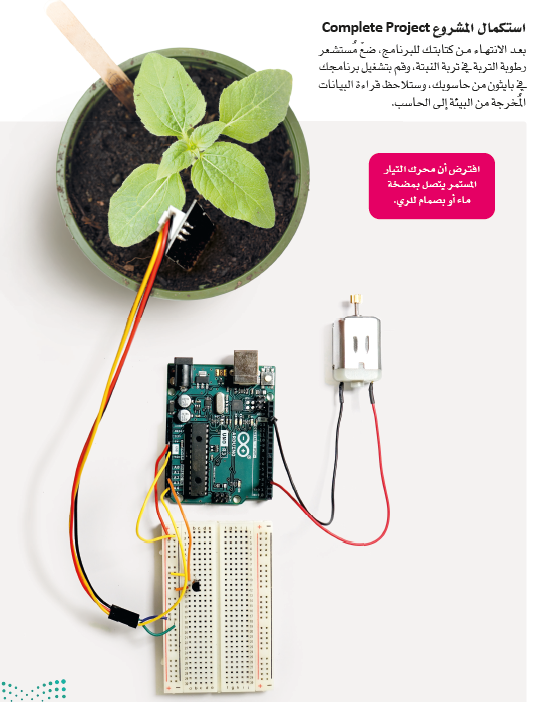 استكمال المشروع Complete Project
بعد الانتهاء من كتابتك للبرنامج، ضع مُستشعر
رطوبة التربة في تربة النبتة، وقم بتشغيل برنامجك
في بايثون من حاسوبك، وستلاحظ قراءة البيانات
المُخرجة من البيئة إلى الحاسب.
افترض أن محرك التيار
المستمر يتصل بمضخة
ماء أو بصمام للري.
UNO
ARDUINO